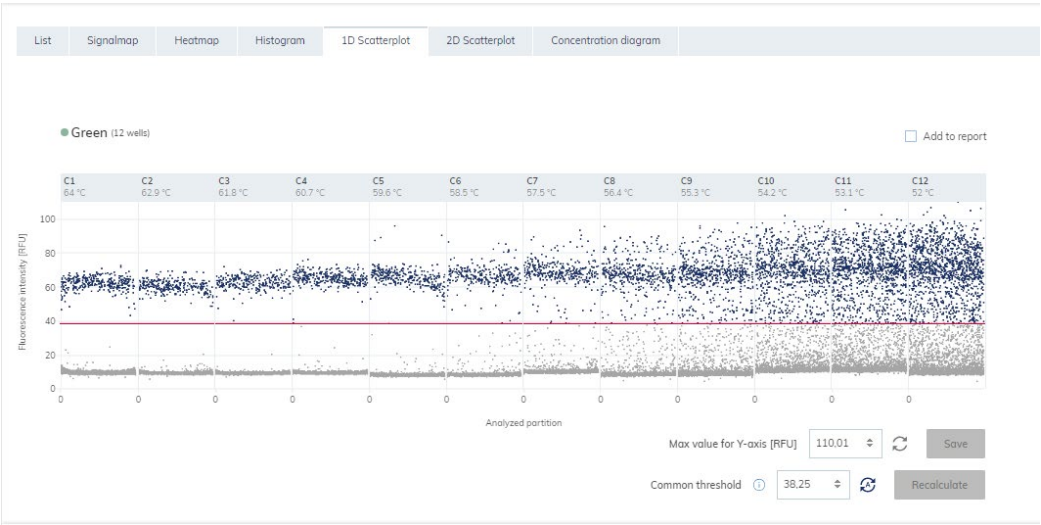 List Signalmap Heatmap Histogram 1D Scatterplot 2D Scatterplot Concentration diagram
Green (12 wells)
Add to report
C1 C2 C3 C4 C5 C6 C7 C8 C9 C10 C11 C12
64 °C 62.9 °C 61.8 °C 60.7 °C 59.6 °C 58.5 °C 57.5 °C 56.4 °C 55.3 °C 54.2 °C 53.1 °C 52 °C
Fluorescence intensity [RFU]
100
80
60
40
20
0
0 0 0 0 0 0 0 0 0 0 0 0
Analyzed partition
Max value for Y-axis [RFU] 110,01 Save
Common threshold i 38,25 A Recalculate